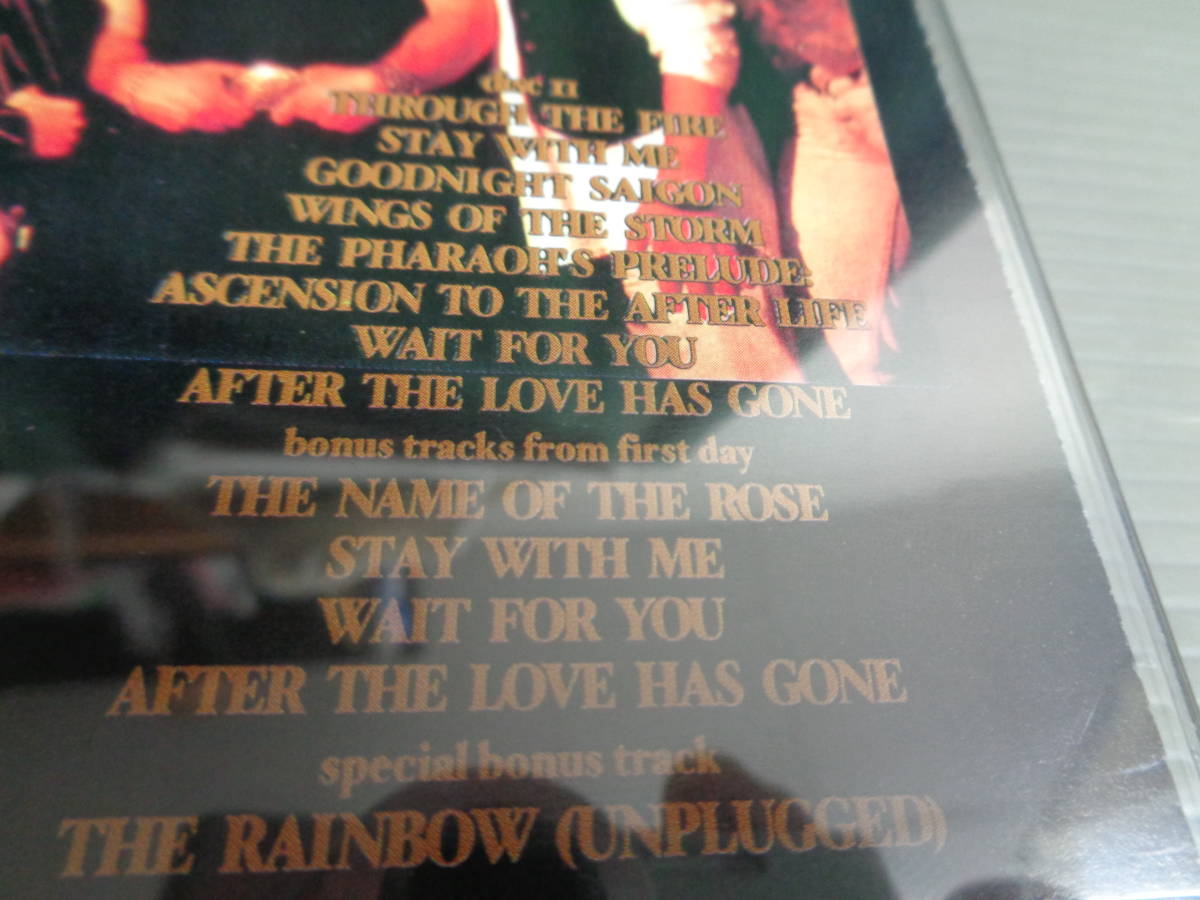 disc II
THROUGH THE FIRE
STAY WITH ME
GOODNIGHT SAIGON
WINGS OF THE STORM
THE PHARAOH'S PRELUDE:
ASCENSION TO THE AFTER LIFE
WAIT FOR YOU
AFTER THE LOVE HAS GONE
bonus tracks from first day
THE NAME OF THE ROSE
STAY WITH ME
WAIT FOR YOU
AFTER THE LOVE HAS GONE
special bonus track
THE RAINBOW (UNPLUGGED)